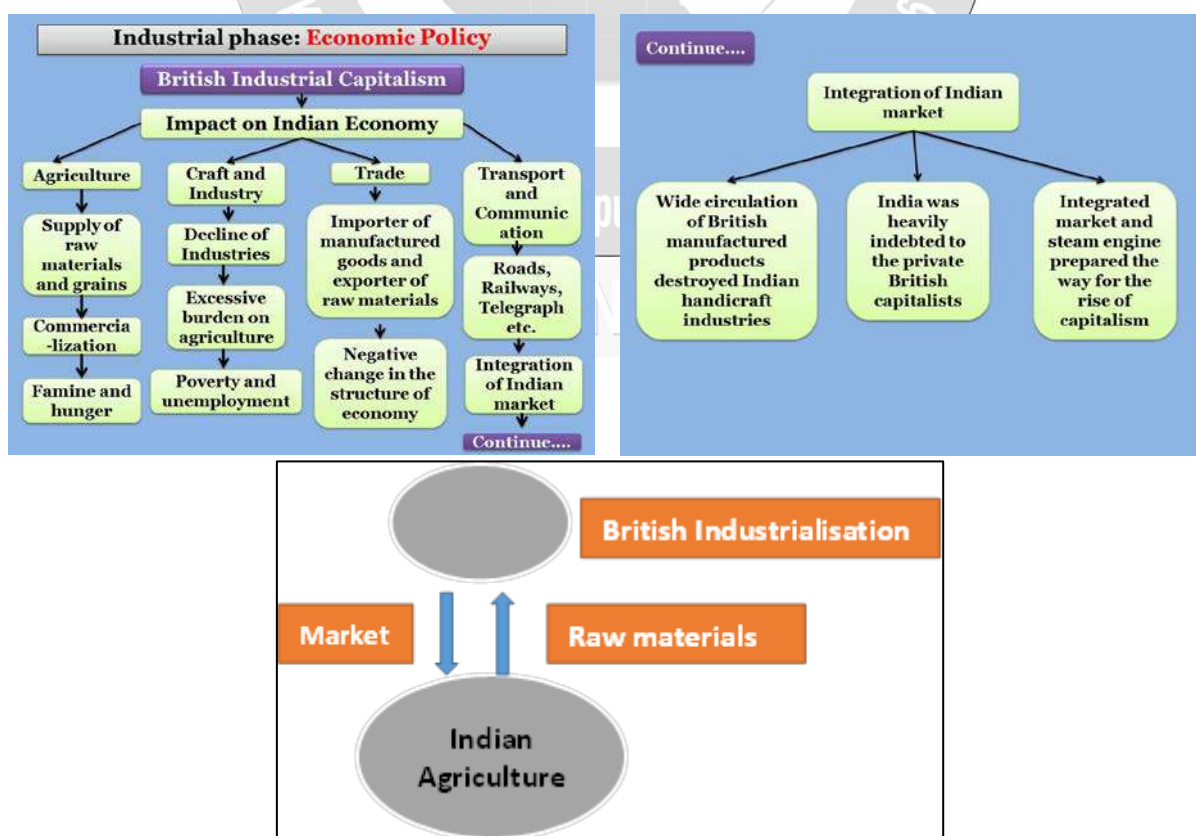 Industrial phase: Economic Policy
British Industrial Capitalism
Impact on Indian Economy
Agriculture
Supply of
raw
materials
and grains
Commercia
-lization
Famine and
hunger
Craft and
Industry
Decline of
Industries
Excessive
burden on
agriculture
Poverty and
unemployment
Trade
Importer of
manufactured
goods and
exporter of
raw materials
Negative
change in the
structure of
economy
Transport
and
Communic
ation
Roads,
Railways,
Telegraph
etc.
Integration
of Indian
market
Continue....
Continue....
Integration of Indian
market
Wide circulation
of British
manufactured
products
destroyed Indian
handicraft
industries
India was
heavily
indebted to
the private
British
capitalists
Integrated
market and
steam engine
prepared the
way for the
rise of
capitalism
British Industrialisation
Market
Raw materials
Indian
Agriculture